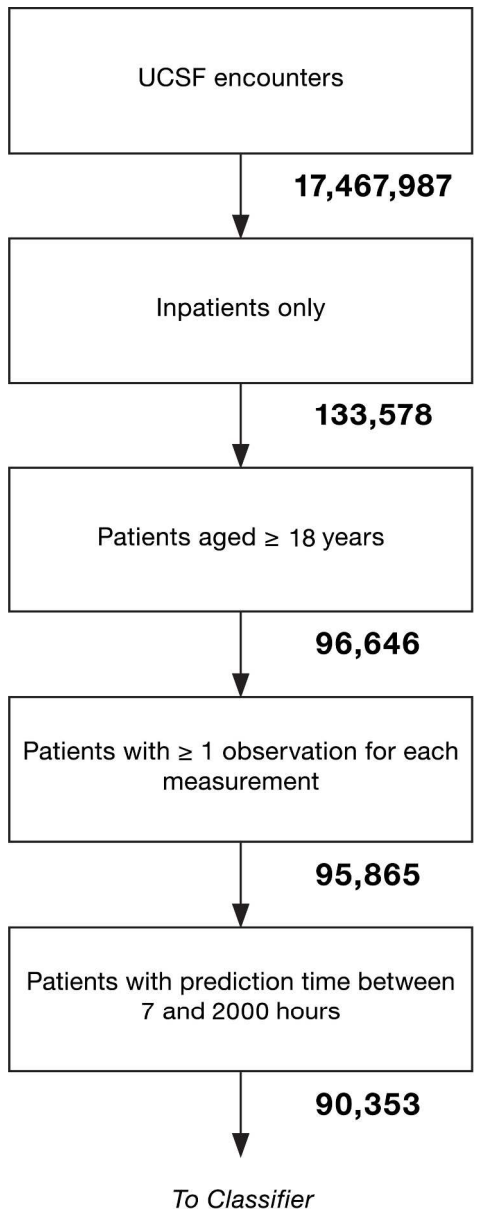 UCSF encounters
17,467,987
Inpatients only
133,578
Patients aged ≥ 18 years
96,646
Patients with ≥ 1 observation for each
measurement
95,865
Patients with prediction time between
7 and 2000 hours
90,353
To Classifier